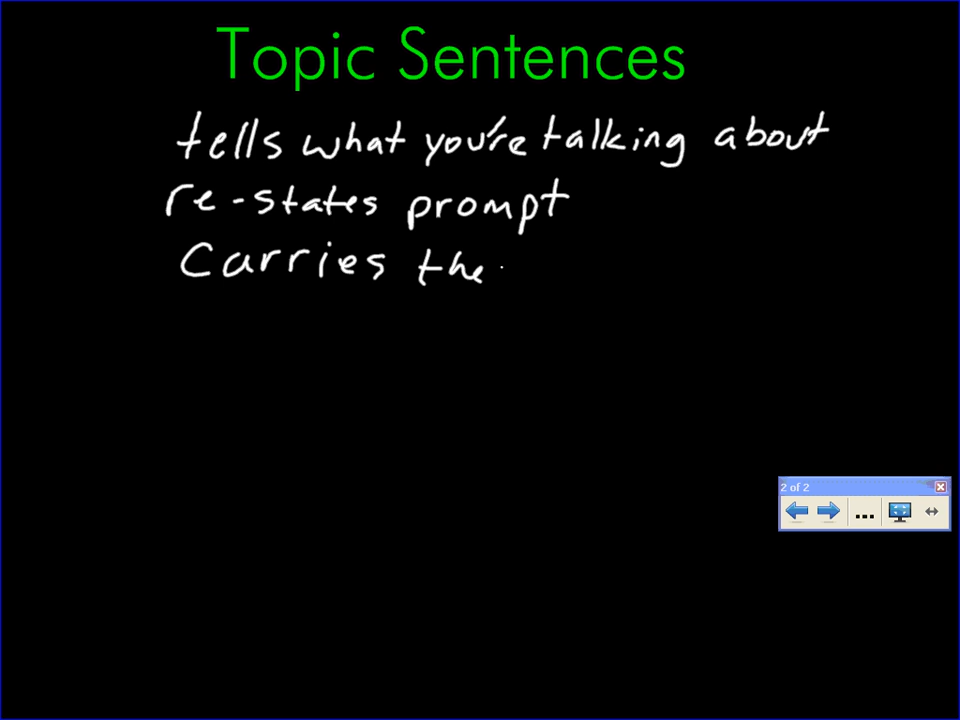 Topic Sentences
tells what you're talking about
re-states prompt
Carries the
2 of 2
...